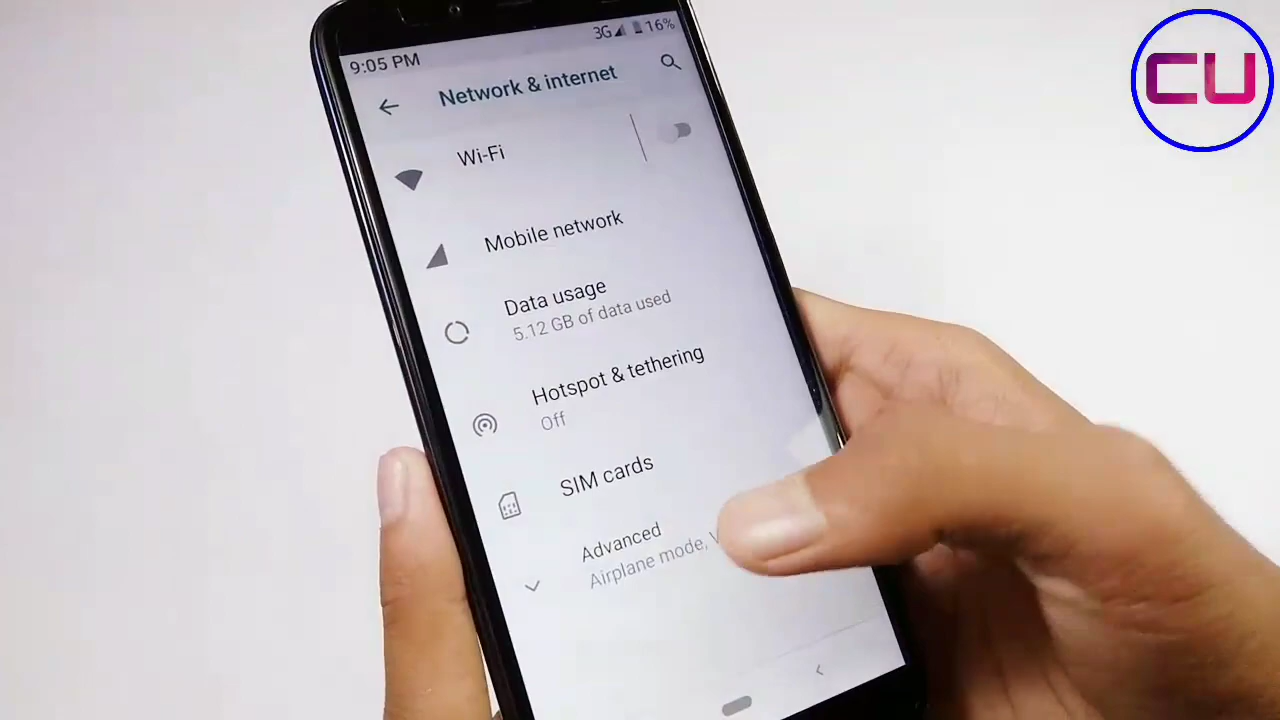 CU
9:05 PM 3G 16%
Network & internet
Wi-Fi
Mobile network
Data usage
5.12 GB of data used
Hotspot & tethering
Off
SIM cards
Advanced
Airplane mode,